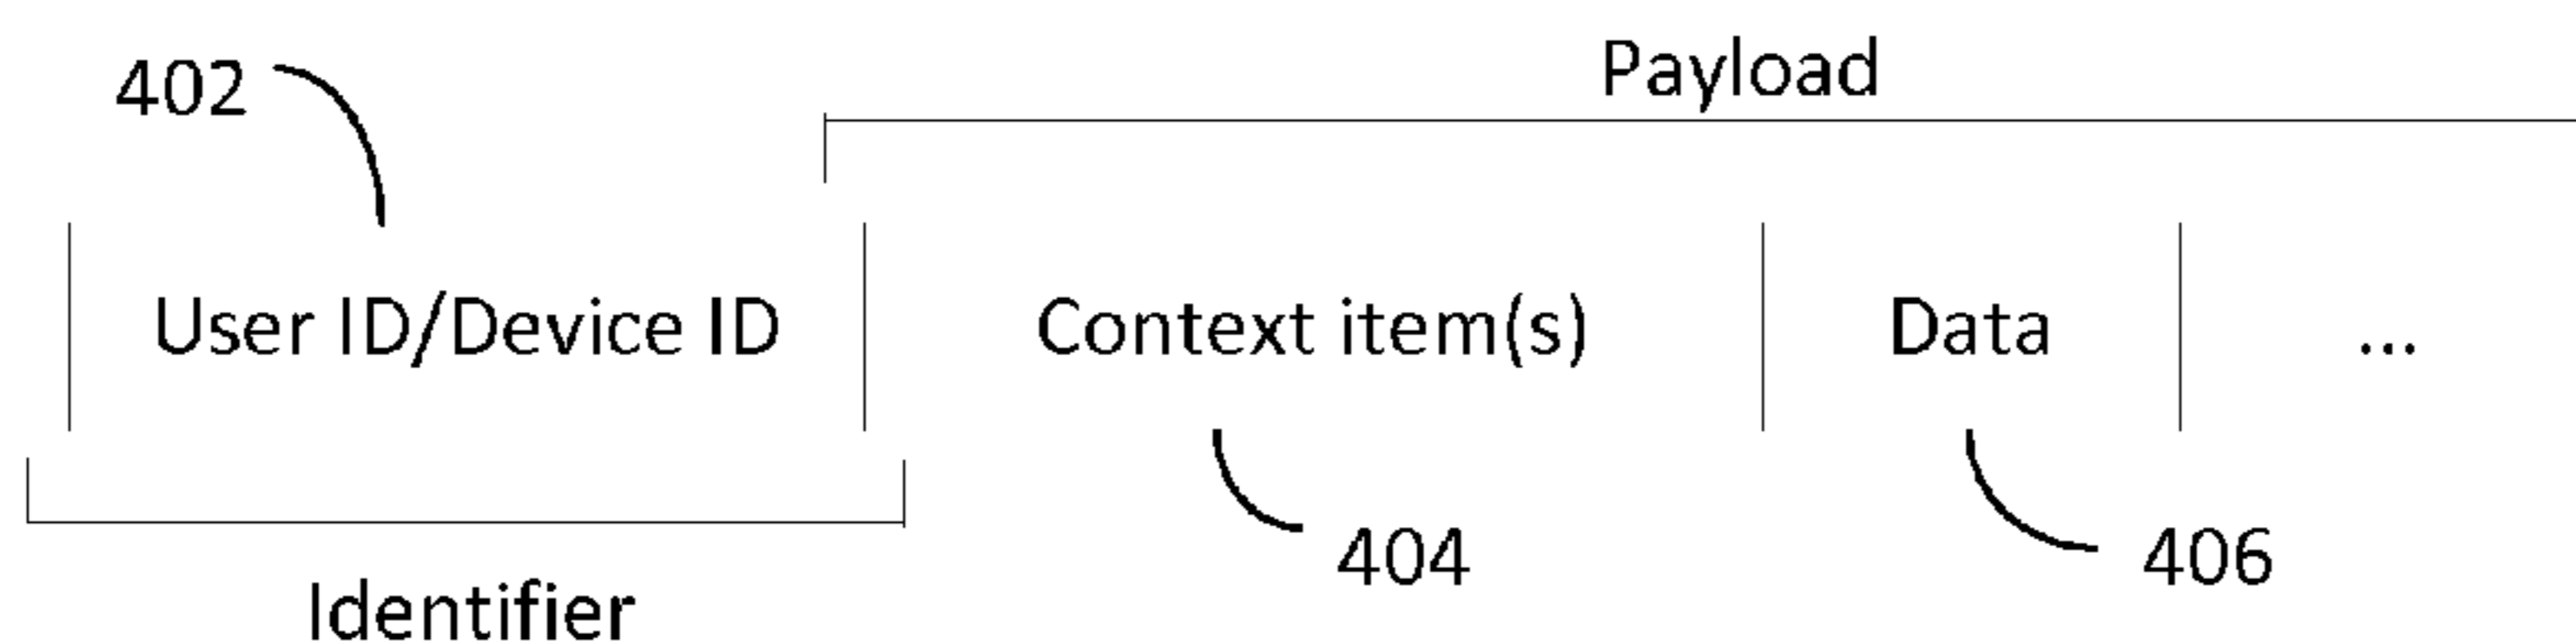 Payload
402
User ID/Device ID Context item(s) Data ...
404 406
Identifier